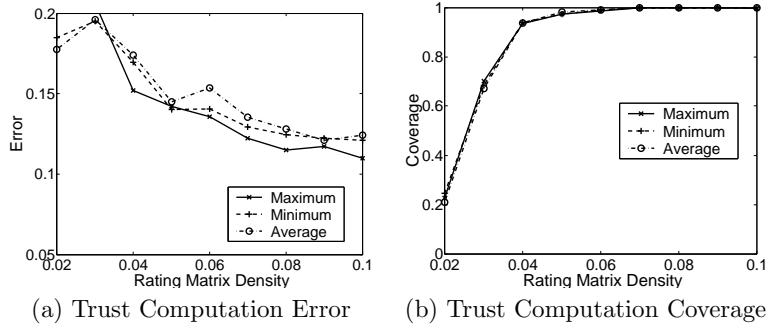 0.2
0.15
0.1
0.05
Error
Maximum
Minimum
Average
0.02 0.04 0.06 0.08 0.1
Rating Matrix Density
(a) Trust Computation Error
1
0.8
0.6
0.4
0.2
0
Coverage
Maximum
Minimum
Average
0.02 0.04 0.06 0.08 0.1
Rating Matrix Density
(b) Trust Computation Coverage